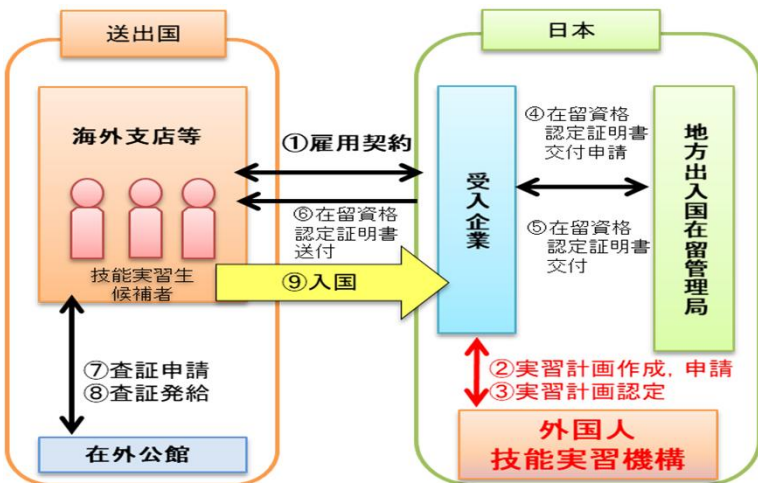 送出国
日本
海外支店等
技能実習生
候補者
①雇用契約
⑥在留資格
認定証明書
送付
⑨入国
⑦査証申請
⑧査証発給
在外公館
受入企業
④在留資格
認定証明書
交付申請
⑤在留資格
認定証明書
交付
地方出入国在留管理局
②実習計画作成，申請
③実習計画認定
外国人
技能実習機構